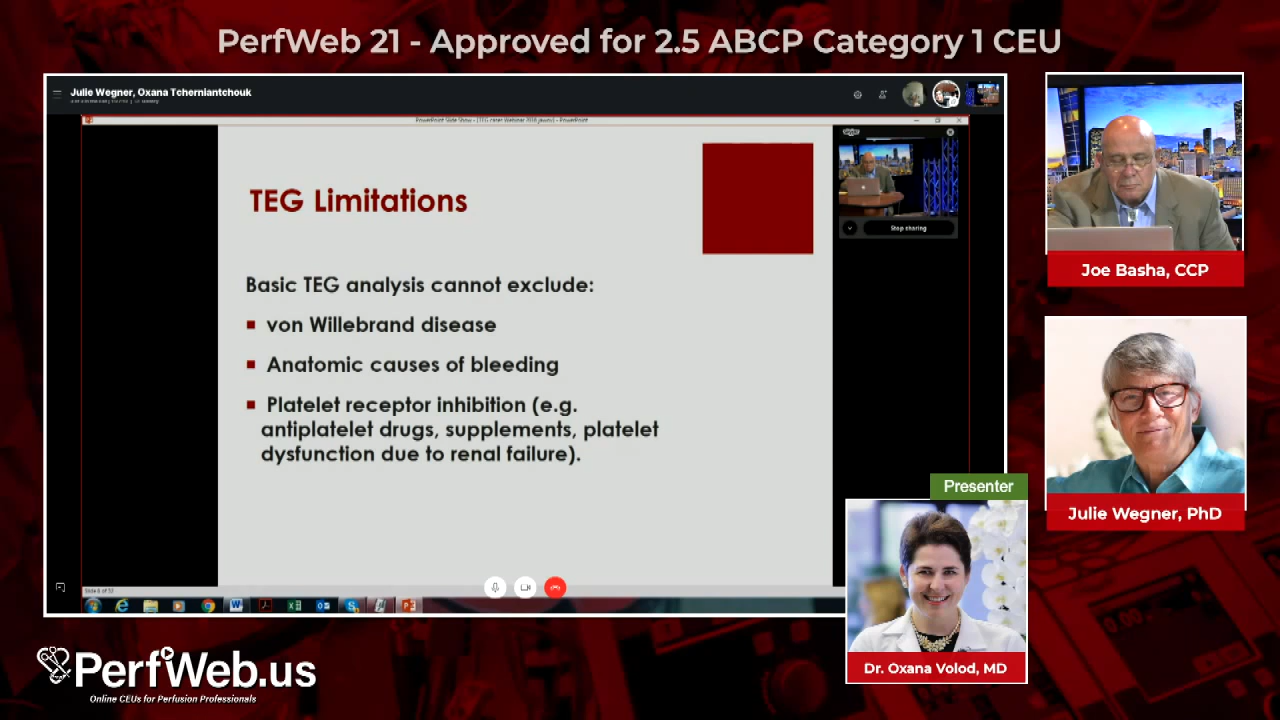 PerfWeb 21 - Approved for 2.5 ABCP Category 1 CEU
Julie Wegner, Oxana Tcherniantchouk
TEG Limitations
Basic TEG analysis cannot exclude:
von Willebrand disease
Anatomic causes of bleeding
Platelet receptor inhibition (e.g.
antiplatelet drugs, supplements, platelet
dysfunction due to renal failure).
Stop sharing
Joe Basha, CCP
Julie Wegner, PhD
Presenter
Dr. Oxana Volod, MD
PerfWeb.us
Online CEUs for Perfusion Professionals